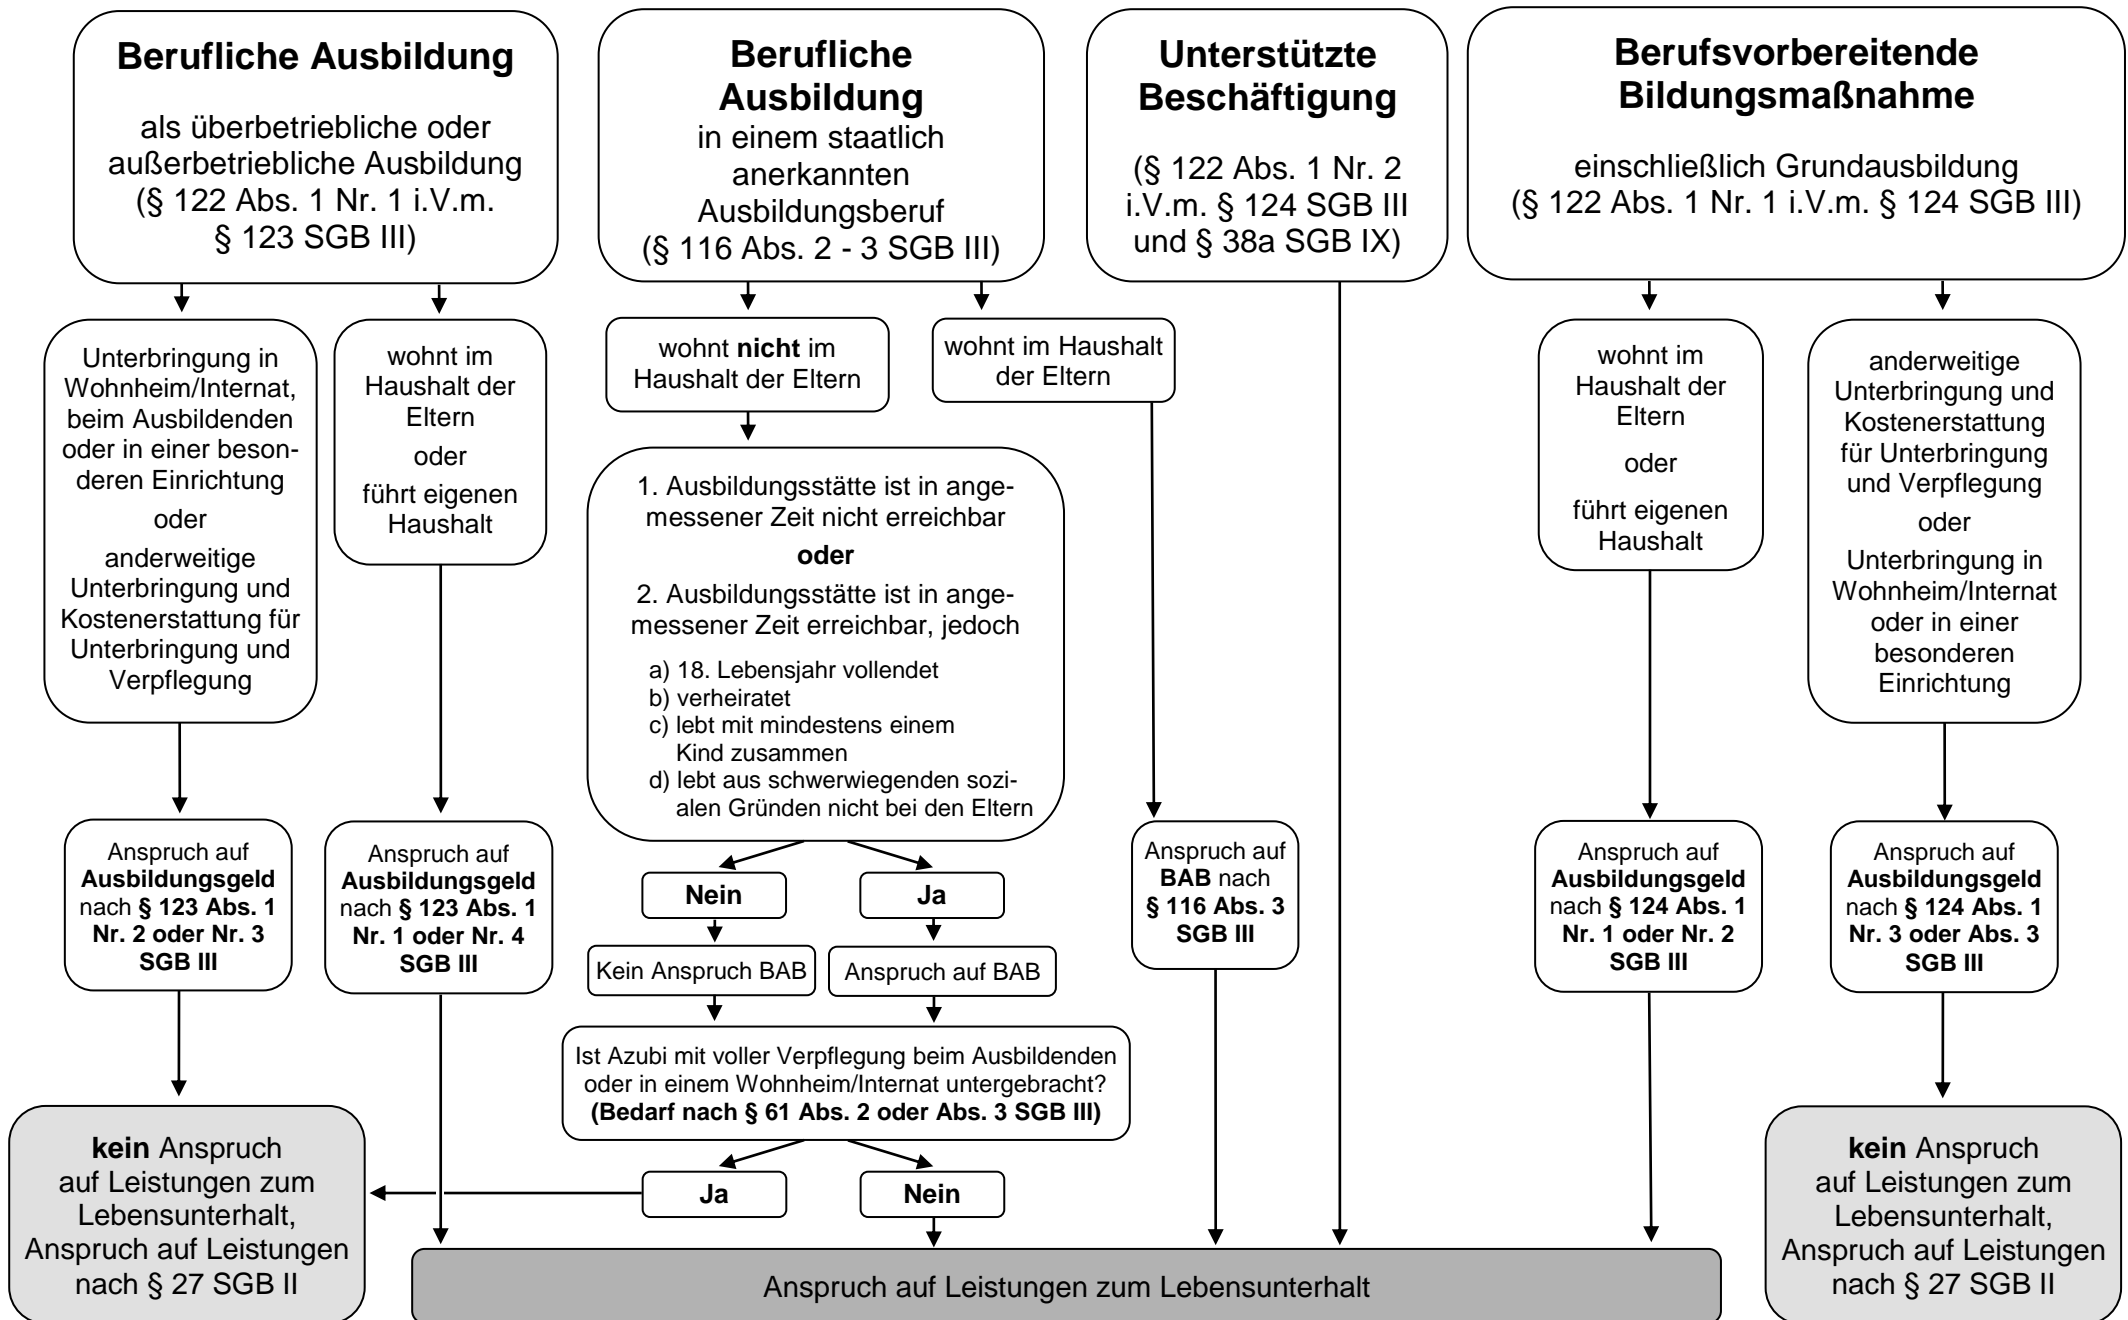 Berufliche Ausbildung
als überbetriebliche oder
außerbetriebliche Ausbildung
(§ 122 Abs. 1 Nr. 1 i.V.m.
§ 123 SGB III)
Berufliche
Ausbildung
in einem staatlich
anerkannten
Ausbildungsberuf
(§ 116 Abs. 2 - 3 SGB III)
Unterstützte
Beschäftigung
(§ 122 Abs. 1 Nr. 2
i.V.m. § 124 SGB III
und § 38a SGB IX)
Berufsvorbereitende
Bildungsmaßnahme
einschließlich Grundausbildung
(§ 122 Abs. 1 Nr. 1 i.V.m. § 124 SGB III)
Unterbringung in
Wohnheim/Internat,
beim Ausbildenden
oder in einer beson-
deren Einrichtung
oder
anderweitige
Unterbringung und
Kostenerstattung für
Unterbringung und
Verpflegung
wohnt im
Haushalt der
Eltern
oder
führt eigenen
Haushalt
wohnt nicht im
Haushalt der Eltern
wohnt im Haushalt
der Eltern
1. Ausbildungsstätte ist in ange-
messener Zeit nicht erreichbar
oder
2. Ausbildungsstätte ist in ange-
messener Zeit erreichbar, jedoch
a) 18. Lebensjahr vollendet
b) verheiratet
c) lebt mit mindestens einem
Kind zusammen
d) lebt aus schwerwiegenden sozi-
alen Gründen nicht bei den Eltern
wohnt im
Haushalt der
Eltern
oder
führt eigenen
Haushalt
anderweitige
Unterbringung und
Kostenerstattung
für Unterbringung
und Verpflegung
oder
Unterbringung in
Wohnheim/Internat
oder in einer
besonderen
Einrichtung
Anspruch auf
Ausbildungsgeld
nach § 123 Abs. 1
Nr. 2 oder Nr. 3
SGB III
Anspruch auf
Ausbildungsgeld
nach § 123 Abs. 1
Nr. 1 oder Nr. 4
SGB III
Nein
Ja
Kein Anspruch BAB
Anspruch auf BAB
Anspruch auf
BAB nach
§ 116 Abs. 3
SGB III
Anspruch auf
Ausbildungsgeld
nach § 124 Abs. 1
Nr. 1 oder Nr. 2
SGB III
Anspruch auf
Ausbildungsgeld
nach § 124 Abs. 1
Nr. 3 oder Abs. 3
SGB III
Ist Azubi mit voller Verpflegung beim Ausbildenden
oder in einem Wohnheim/Internat untergebracht?
(Bedarf nach § 61 Abs. 2 oder Abs. 3 SGB III)
Ja
Nein
kein Anspruch
auf Leistungen zum
Lebensunterhalt,
Anspruch auf Leistungen
nach § 27 SGB II
Anspruch auf Leistungen zum Lebensunterhalt
kein Anspruch
auf Leistungen zum
Lebensunterhalt,
Anspruch auf Leistungen
nach § 27 SGB II